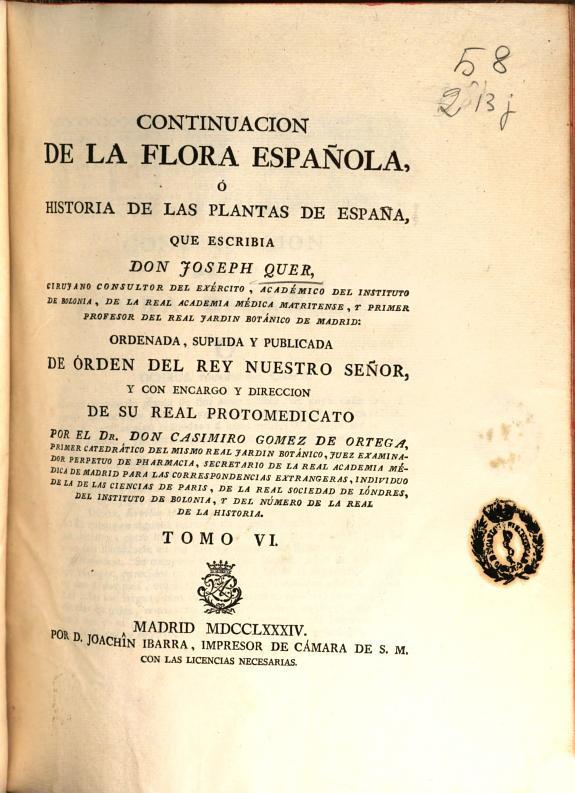 58
2 13 j
CONTINUACION
DE LA FLORA ESPAÑOLA,
Ó
HISTORIA DE LAS PLANTAS DE ESPAÑA,
QUE ESCRIBIA
DON JOSEPH QUER,
CIRUJANO CONSULTOR DEL EXÉRCITO, ACADÉMICO DEL INSTITUTO
DE BOLONIA, DE LA REAL ACADEMIA MÉDICA MATRITENSE, Y PRIMER
PROFESOR DEL REAL JARDIN BOTÁNICO DE MADRID:
ORDENADA, SUPLIDA Y PUBLICADA
DE ÓRDEN DEL REY NUESTRO SEÑOR,
Y CON ENCARGO Y DIRECCION
DE SU REAL PROTOMEDICATO
POR EL DR. DON CASIMIRO GOMEZ DE ORTEGA,
PRIMER CATEDRÁTICO DEL MISMO REAL JARDIN BOTÁNICO, JUEZ EXAMINA-
DOR PERPETUO DE PHARMACIA, SECRETARIO DE LA REAL ACADEMIA MÉ-
DICA DE MADRID PARA LAS CORRESPONDENCIAS EXTRANGERAS, INDIVIDUO
DE LA DE LAS CIENCIAS DE PARIS, DE LA REAL SOCIEDAD DE LÓNDRES,
DEL INSTITUTO DE BOLONIA, Y DEL NÚMERO DE LA REAL
DE LA HISTORIA.
TOMO VI.
MADRID MDCCLXXXIV.
POR D. JOACHÎN IBARRA, IMPRESOR DE CÁMARA DE S. M.
CON LAS LICENCIAS NECESARIAS.